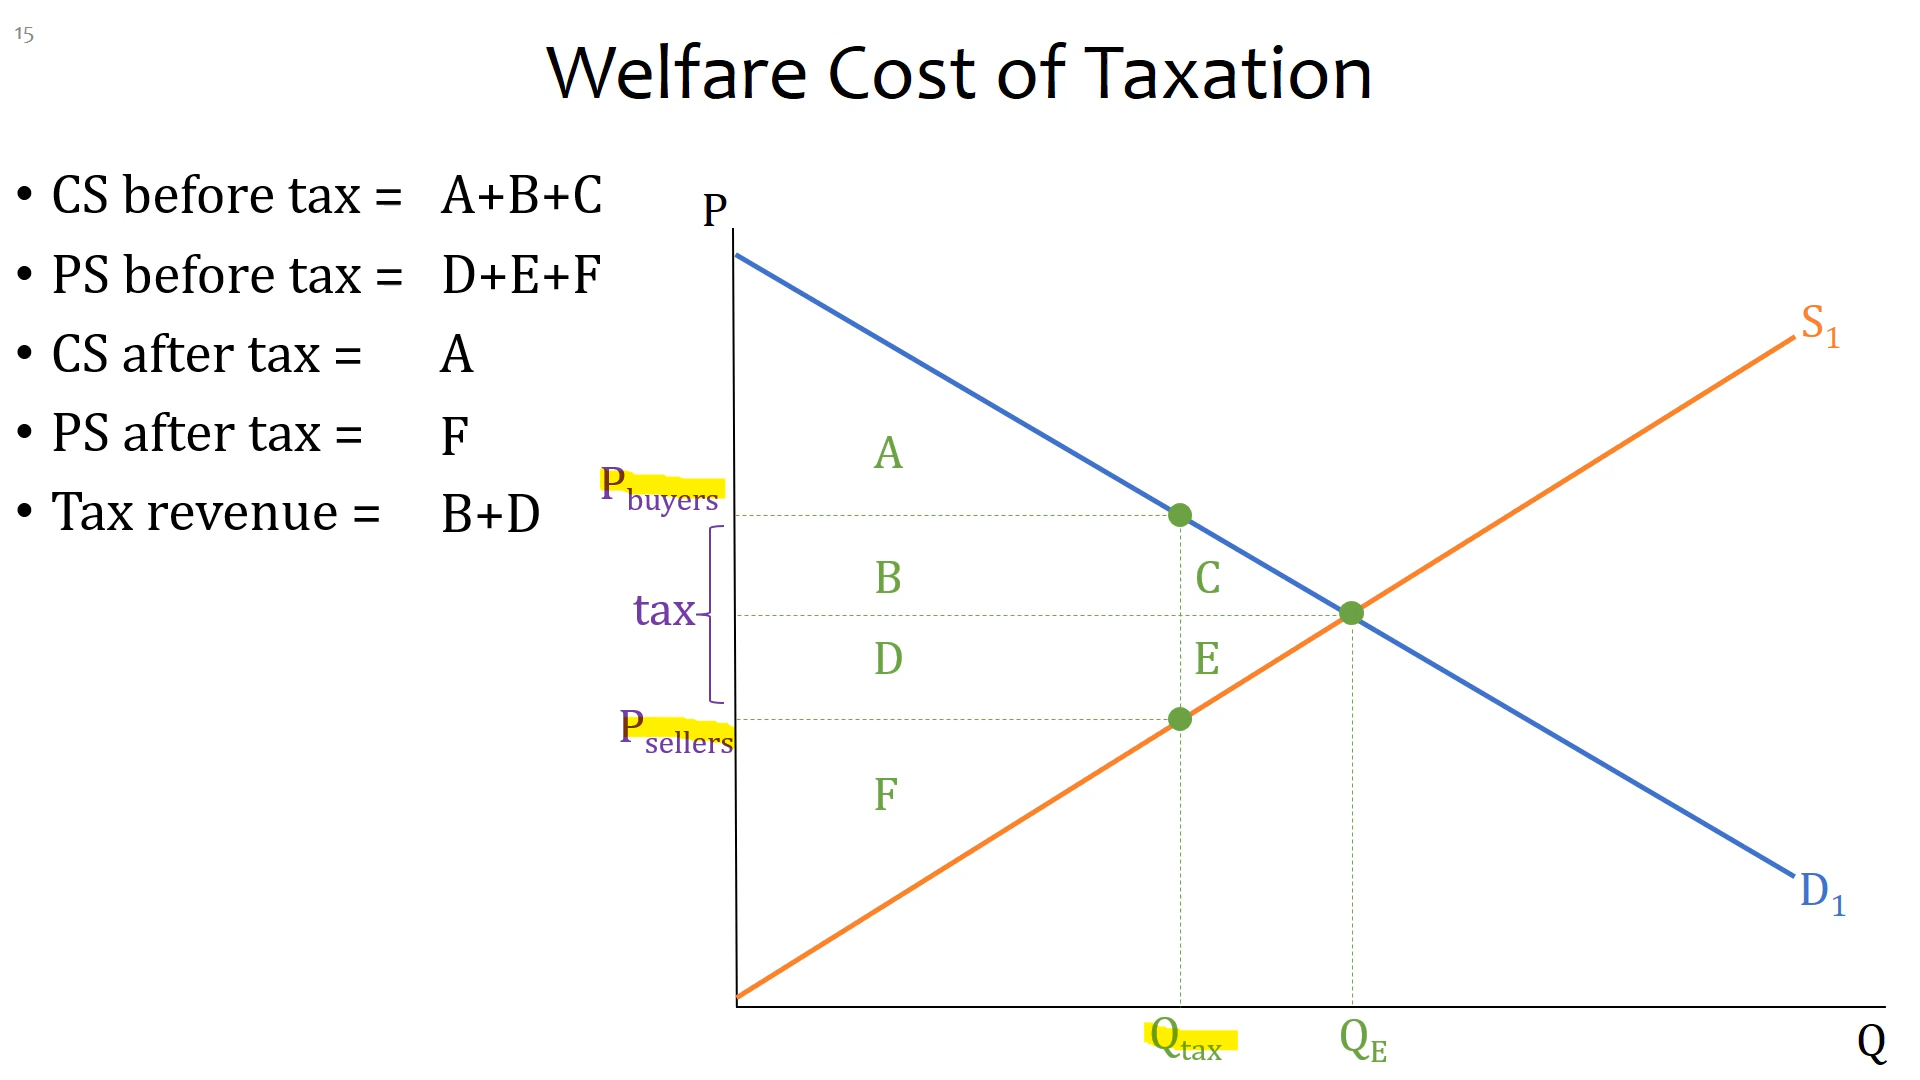 15
Welfare Cost of Taxation
• CS before tax = A+B+C
• PS before tax = D+E+F
• CS after tax = A
• PS after tax = F
• Tax revenue = B+D
P
S1
A
Pbuyers
B C
tax
D E
Psellers
F
D1
Qtax QE Q